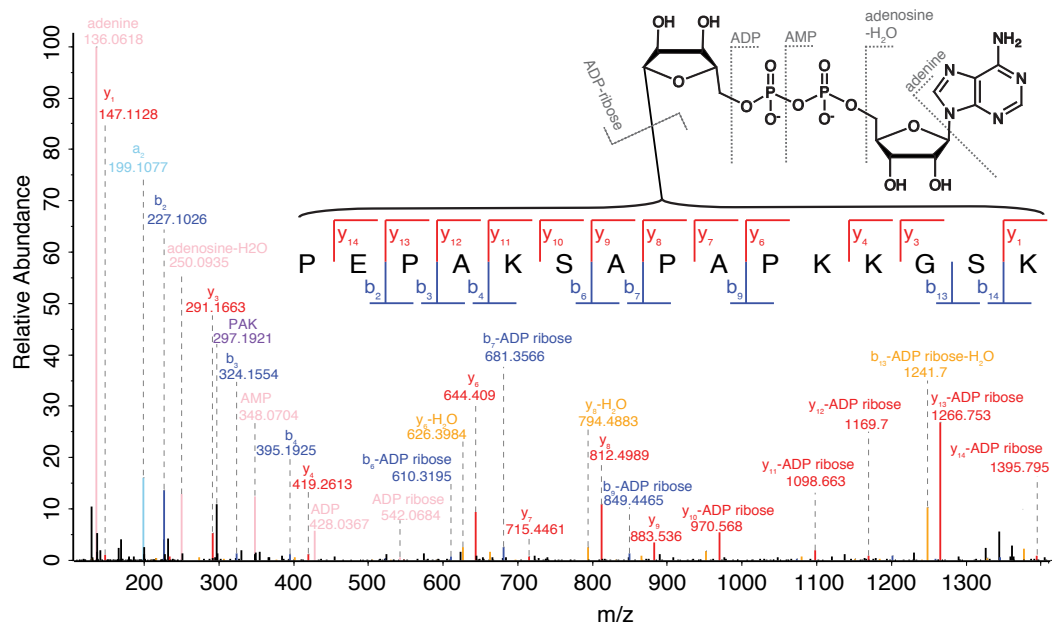 adenine
136.0618
y₁
147.1128
a₂
199.1077
b₂
227.1026
adenosine-H2O
250.0935
y₃
291.1663
PAK
297.1921
b₃
324.1554
AMP
348.0704
b₄
395.1925
y₄
419.2613
ADP
428.0367
ADP ribose
542.0684
b₆-ADP ribose
610.3195
y₆-H₂O
626.3984
y₆
644.409
b₇-ADP ribose
681.3566
y₇
715.4461
y₈-H₂O
794.4883
y₈
812.4989
b₉-ADP ribose
849.4465
y₉
883.536
y₁₀-ADP ribose
970.568
y₁₁-ADP ribose
1098.663
y₁₂-ADP ribose
1169.7
b₁₃-ADP ribose-H₂O
1241.7
y₁₃-ADP ribose
1266.753
y₁₄-ADP ribose
1395.795
OH OH
O
ADP-ribose
ADP
AMP
adenosine
-H₂O
adenine
NH₂
N N N N
O P O O⁻ O P O O⁻ O
O
OH OH
y₁₄ y₁₃ y₁₂ y₁₁ y₁₀ y₉ y₈ y₇ y₆ y₄ y₃ y₁
P E P A K S A P A P K K G S K
b₂ b₃ b₄ b₆ b₇ b₉ b₁₃ b₁₄
Relative Abundance
100
90
80
70
60
50
40
30
20
10
0
200 300 400 500 600 700 800 900 1000 1100 1200 1300
m/z